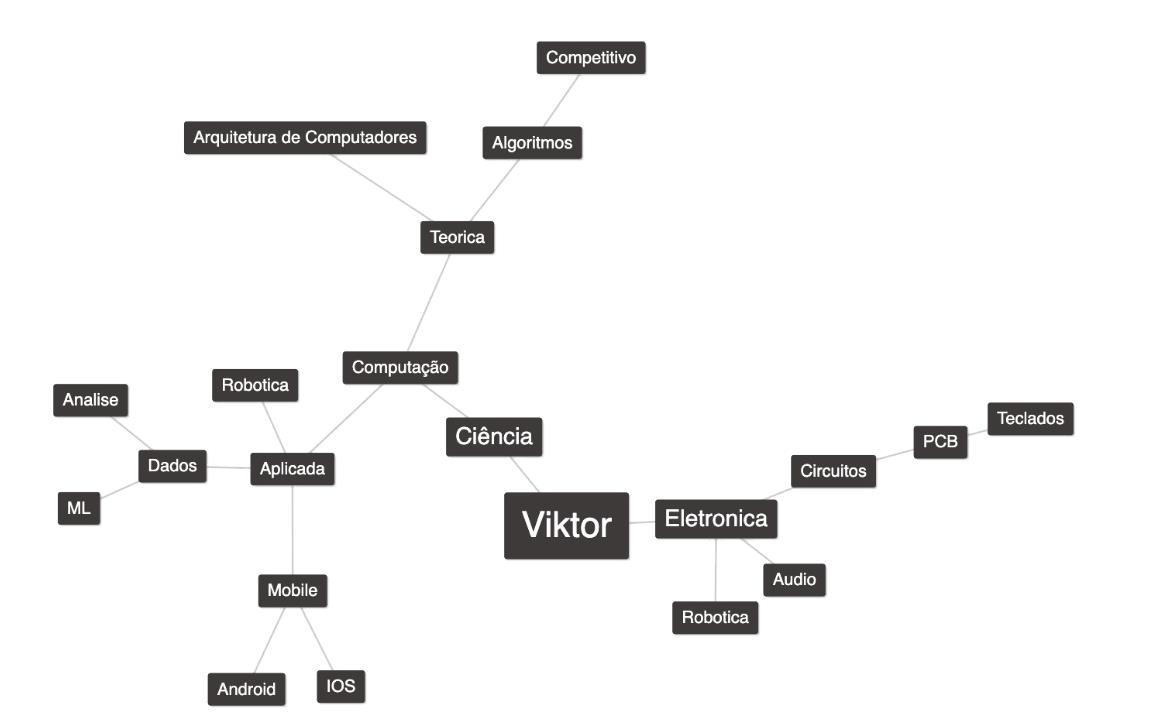 Competitivo
Arquitetura de Computadores
Algoritmos
Teorica
Computação
Robotica
Analise
Ciência
Teclados
PCB
Dados
Aplicada
Circuitos
ML
Viktor
Eletronica
Audio
Mobile
Robotica
Android
IOS